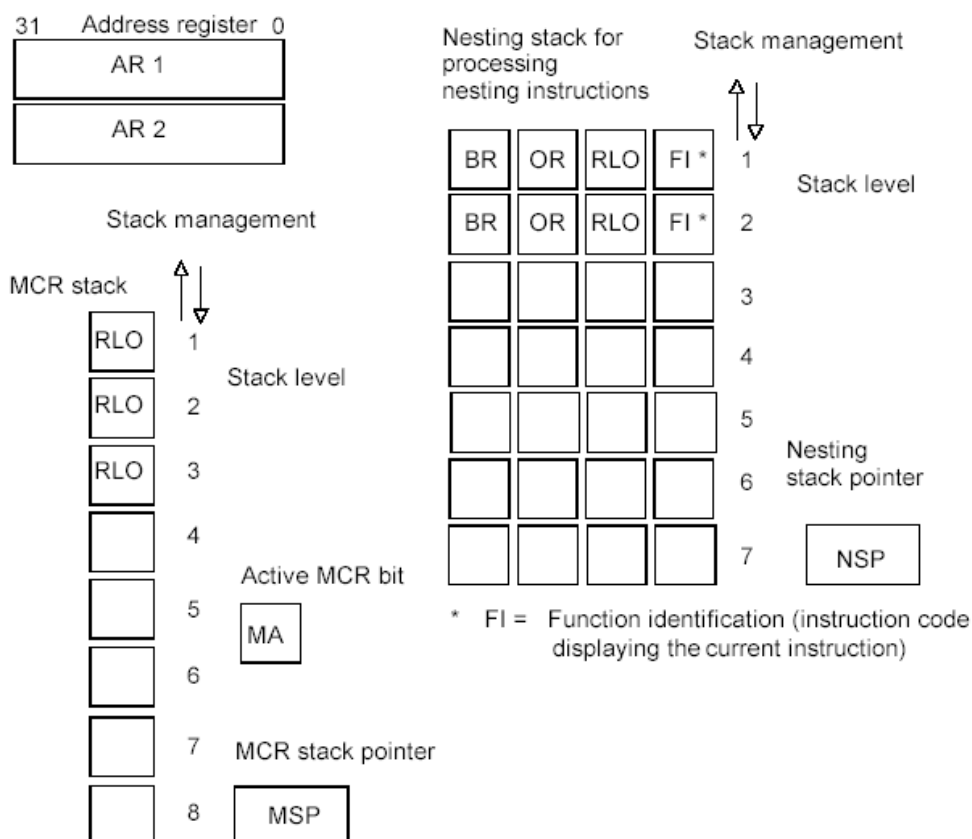 31 Address register 0
AR 1
AR 2
Stack management
MCR stack
RLO 1
Stack level
RLO 2
RLO 3
4
Active MCR bit
5
MA
6
7 MCR stack pointer
8 MSP
Nesting stack for
processing
nesting instructions
Stack management
BR OR RLO FI * 1
Stack level
BR OR RLO FI * 2
3
4
5
Nesting
stack pointer
6
7 NSP
* FI = Function identification (instruction code
displaying the current instruction)